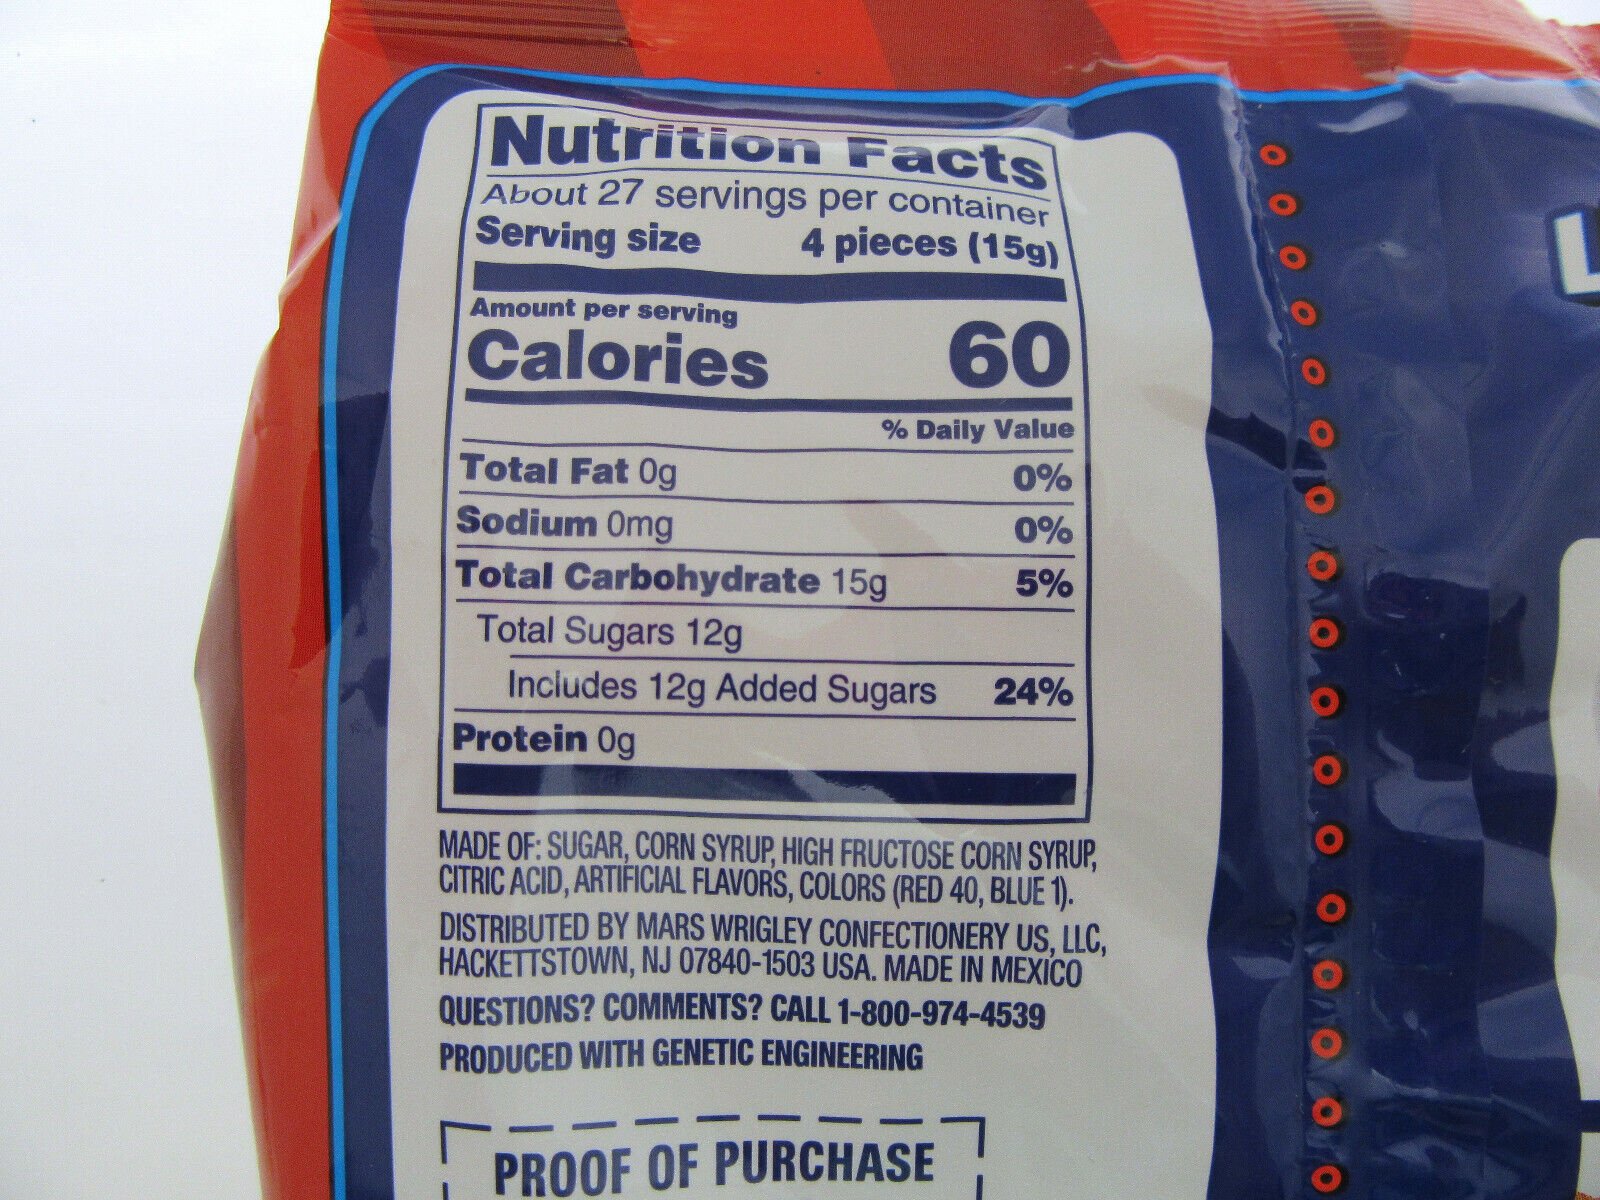 Nutrition Facts
About 27 servings per container
Serving size 4 pieces (15g)
Amount per serving
Calories 60
% Daily Value
Total Fat 0g 0%
Sodium 0mg 0%
Total Carbohydrate 15g 5%
Total Sugars 12g
Includes 12g Added Sugars 24%
Protein 0g
MADE OF: SUGAR, CORN SYRUP, HIGH FRUCTOSE CORN SYRUP,
CITRIC ACID, ARTIFICIAL FLAVORS, COLORS (RED 40, BLUE 1).
DISTRIBUTED BY MARS WRIGLEY CONFECTIONERY US, LLC,
HACKETTSTOWN, NJ 07840-1503 USA. MADE IN MEXICO
QUESTIONS? COMMENTS? CALL 1-800-974-4539
PRODUCED WITH GENETIC ENGINEERING
PROOF OF PURCHASE